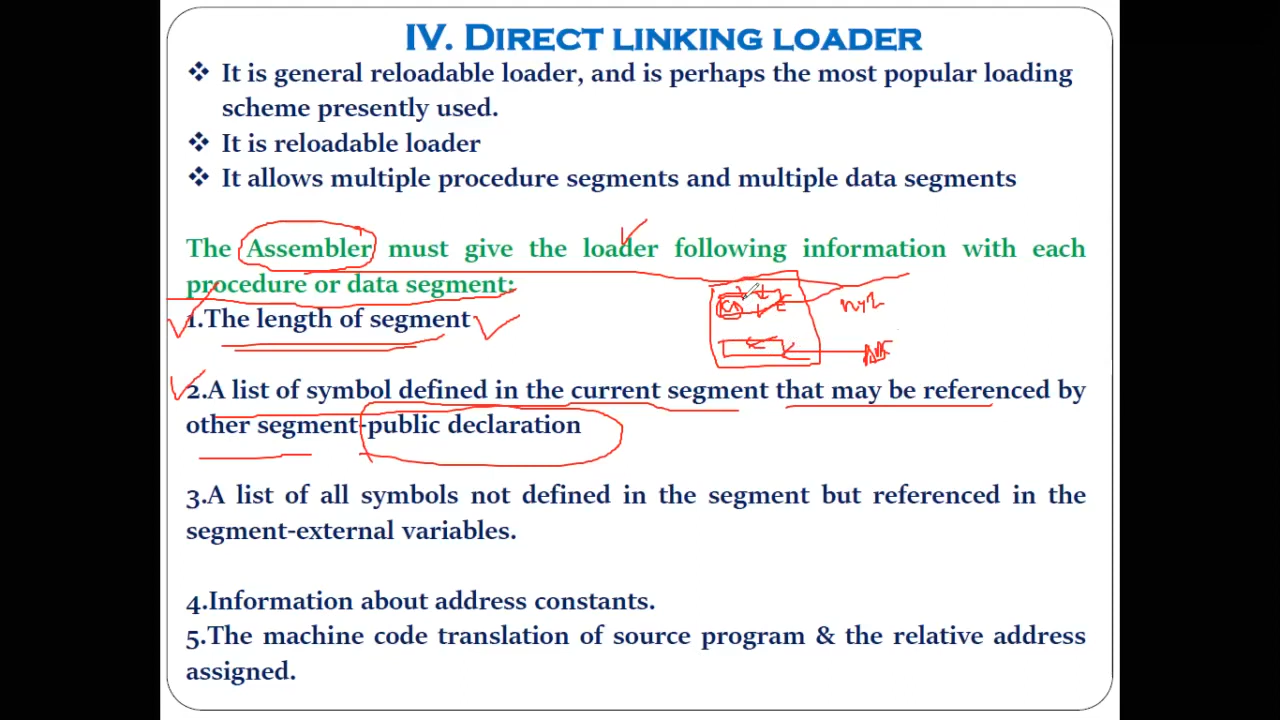 IV. DIRECT LINKING LOADER
❖ It is general reloadable loader, and is perhaps the most popular loading
scheme presently used.
❖ It is reloadable loader
❖ It allows multiple procedure segments and multiple data segments
The Assembler must give the loader following information with each
procedure or data segment:
1.The length of segment
2.A list of symbol defined in the current segment that may be referenced by
other segment-public declaration
3.A list of all symbols not defined in the segment but referenced in the
segment-external variables.
4.Information about address constants.
5.The machine code translation of source program & the relative address
assigned.